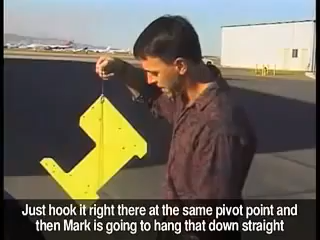 Just hook it right there at the same pivot point and
then Mark is going to hang that down straight